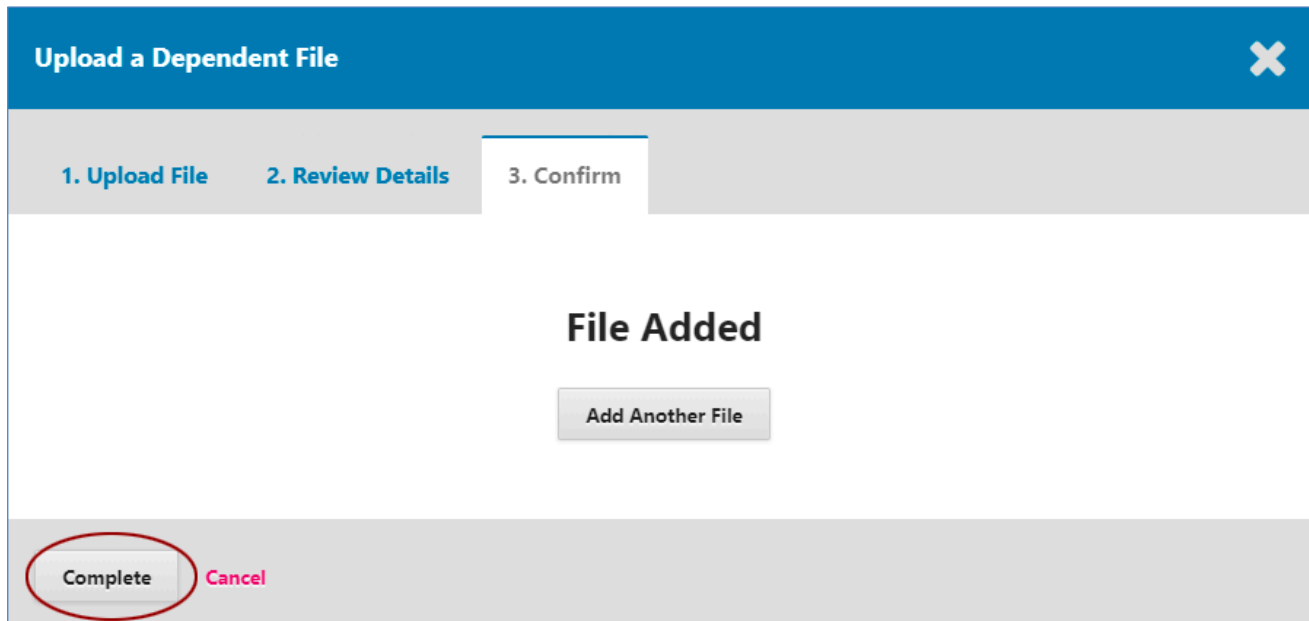 Upload a Dependent File
1. Upload File 2. Review Details 3. Confirm
File Added
Add Another File
Complete Cancel